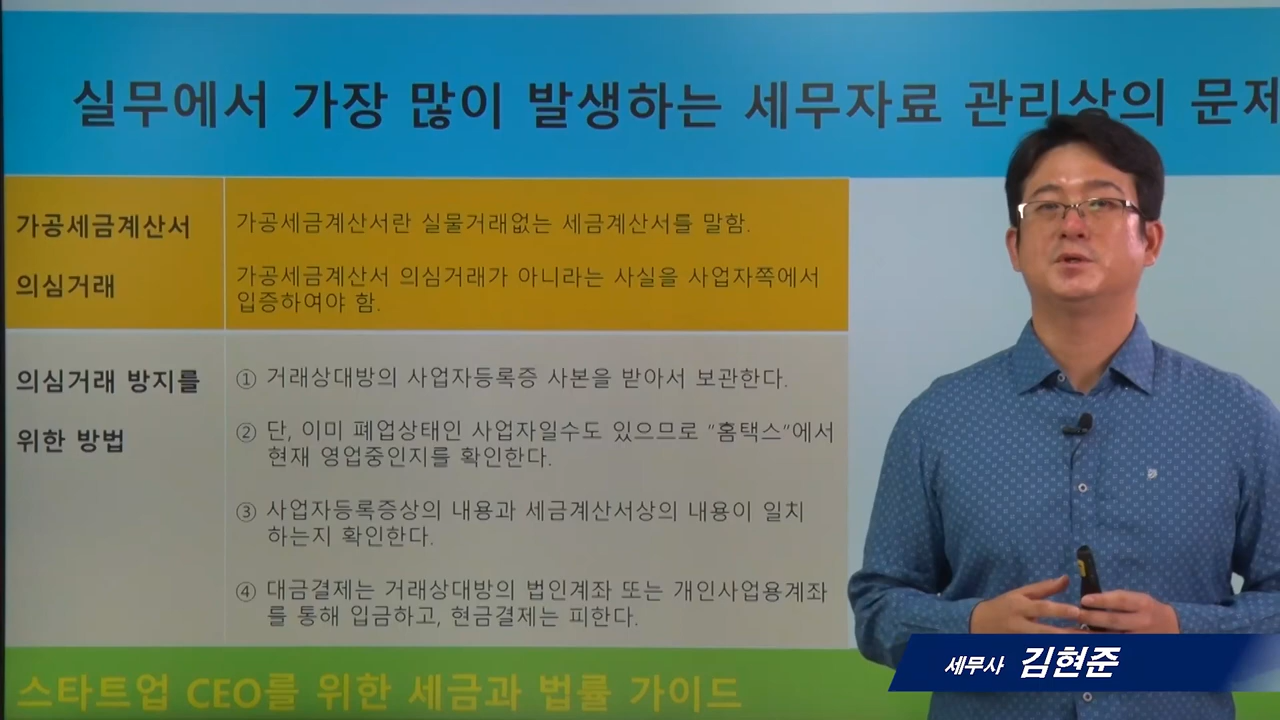 실무에서 가장 많이 발생하는 세무자료 관리상의 문제
가공세금계산서
의심거래
가공세금계산서란 실물거래없는 세금계산서를 말함.
가공세금계산서 의심거래가 아니라는 사실을 사업자쪽에서
입증하여야 함.
의심거래 방지를
위한 방법
① 거래상대방의 사업자등록증 사본을 받아서 보관한다.
② 단, 이미 폐업상태인 사업자일수도 있으므로 "홈택스"에서
현재 영업중인지를 확인한다.
③ 사업자등록증상의 내용과 세금계산서상의 내용이 일치
하는지 확인한다.
④ 대금결제는 거래상대방의 법인계좌 또는 개인사업용계좌
를 통해 입금하고, 현금결제는 피한다.
세무사 김현준
스타트업 CEO를 위한 세금과 법률 가이드